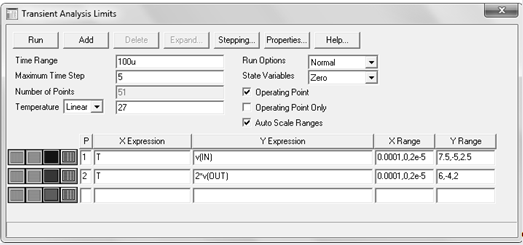 Transient Analysis Limits
Run Add Delete Expand... Stepping... Properties... Help...
Time Range 100u Run Options Normal
Maximum Time Step 5 State Variables Zero
Number of Points 51 Operating Point
Temperature Linear 27 Operating Point Only
Auto Scale Ranges
P X Expression Y Expression X Range Y Range
1 T v(IN) 0.0001,0,2e-5 7.5,-5,2.5
2 T 2*v(OUT) 0.0001,0,2e-5 6,-4,2